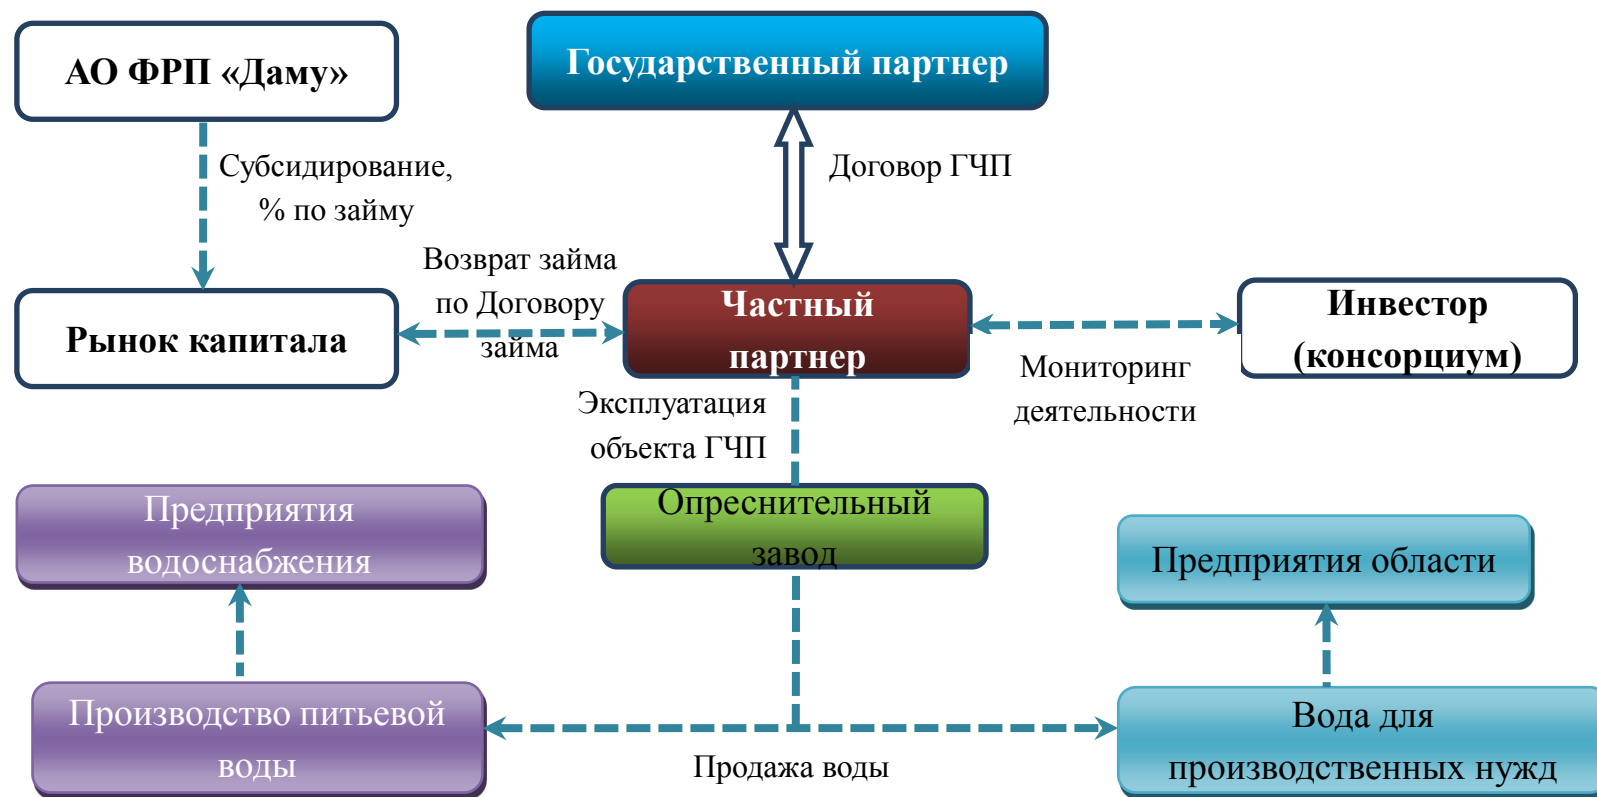 АО ФРП «Даму»
Государственный партнер
Субсидирование,
% по займу
Договор ГЧП
Возврат займа
по Договору
займа
Рынок капитала
Частный
партнер
Инвестор
(консорциум)
Мониторинг
деятельности
Эксплуатация
объекта ГЧП
Предприятия
водоснабжения
Опреснительный
завод
Предприятия области
Производство питьевой
воды
Продажа воды
Вода для
производственных нужд